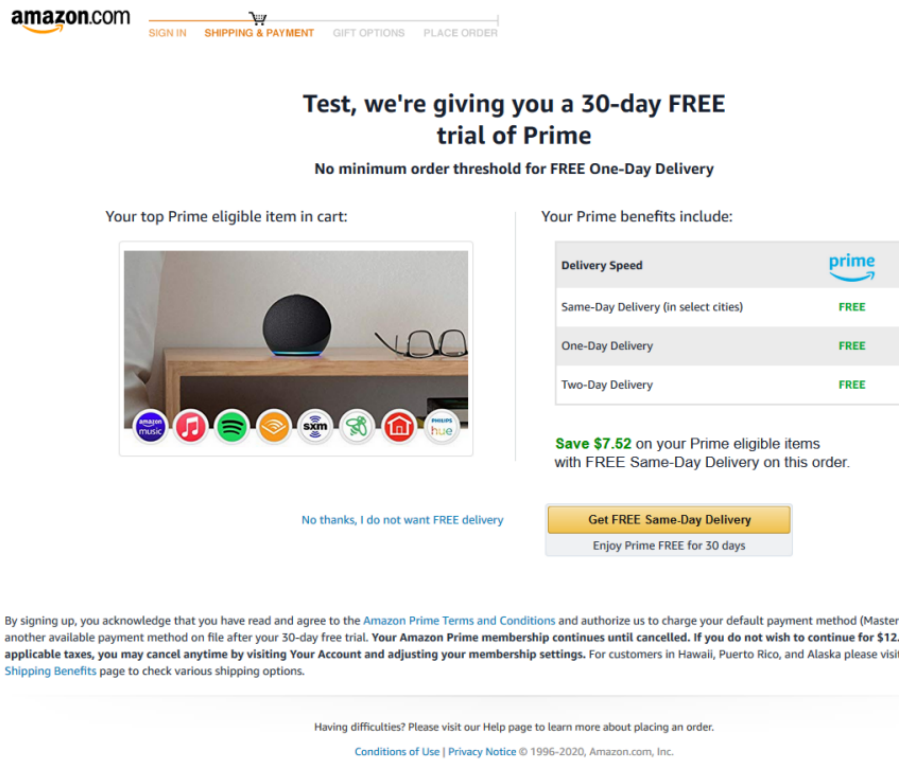 amazon.com
SIGN IN SHIPPING & PAYMENT GIFT OPTIONS PLACE ORDER
Test, we're giving you a 30-day FREE
trial of Prime
No minimum order threshold for FREE One-Day Delivery
Your top Prime eligible item in cart:
amazon
music
sxm
PHILIPS
hue
Your Prime benefits include:
Delivery Speed prime
Same-Day Delivery (in select cities) FREE
One-Day Delivery FREE
Two-Day Delivery FREE
Save $7.52 on your Prime eligible items
with FREE Same-Day Delivery on this order.
No thanks, I do not want FREE delivery
Get FREE Same-Day Delivery
Enjoy Prime FREE for 30 days
By signing up, you acknowledge that you have read and agree to the Amazon Prime Terms and Conditions and authorize us to charge your default payment method (Master
another available payment method on file after your 30-day free trial. Your Amazon Prime membership continues until cancelled. If you do not wish to continue for $12.
applicable taxes, you may cancel anytime by visiting Your Account and adjusting your membership settings. For customers in Hawaii, Puerto Rico, and Alaska please visi
Shipping Benefits page to check various shipping options.
Having difficulties? Please visit our Help page to learn more about placing an order.
Conditions of Use | Privacy Notice © 1996-2020, Amazon.com, Inc.